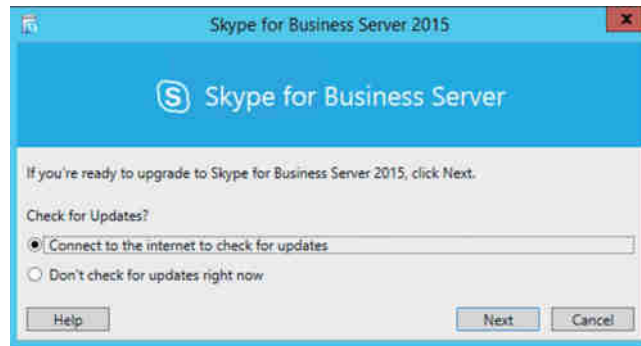 Skype for Business Server 2015
Skype for Business Server
If you're ready to upgrade to Skype for Business Server 2015, click Next.
Check for Updates?
Connect to the internet to check for updates
Don't check for updates right now
Help Next Cancel